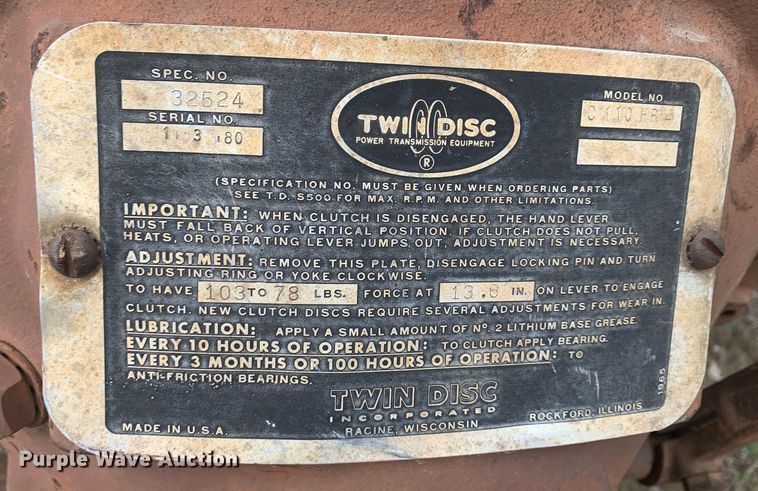 SPEC. NO.
32524
SERIAL NO.
TWIN DISC
POWER TRANSMISSION EQUIPMENT
®
MODEL NO.
(SPECIFICATION NO. MUST BE GIVEN WHEN ORDERING PARTS)
SEE T.D. S500 FOR MAX. R.P.M. AND OTHER LIMITATIONS.
IMPORTANT: WHEN CLUTCH IS DISENGAGED, THE HAND LEVER
MUST FALL BACK OF VERTICAL POSITION. IF CLUTCH DOES NOT PULL,
HEATS, OR OPERATING LEVER JUMPS OUT, ADJUSTMENT IS NECESSARY.
ADJUSTMENT: REMOVE THIS PLATE, DISENGAGE LOCKING PIN AND TURN
ADJUSTING RING OR YOKE CLOCKWISE.
TO HAVE 103 TO 78 LBS. FORCE AT 13.6 IN. ON LEVER TO ENGAGE
CLUTCH. NEW CLUTCH DISCS REQUIRE SEVERAL ADJUSTMENTS FOR WEAR IN.
LUBRICATION: APPLY A SMALL AMOUNT OF Nº. 2 LITHIUM BASE GREASE.
EVERY 10 HOURS OF OPERATION: TO CLUTCH APPLY BEARING.
EVERY 3 MONTHS OR 100 HOURS OF OPERATION: TO
ANTI-FRICTION BEARINGS.
TWIN DISC
INCORPORATED
MADE IN U.S.A.
RACINE, WISCONSIN
ROCKFORD, ILLINOIS
1965
Purple Wave Auction